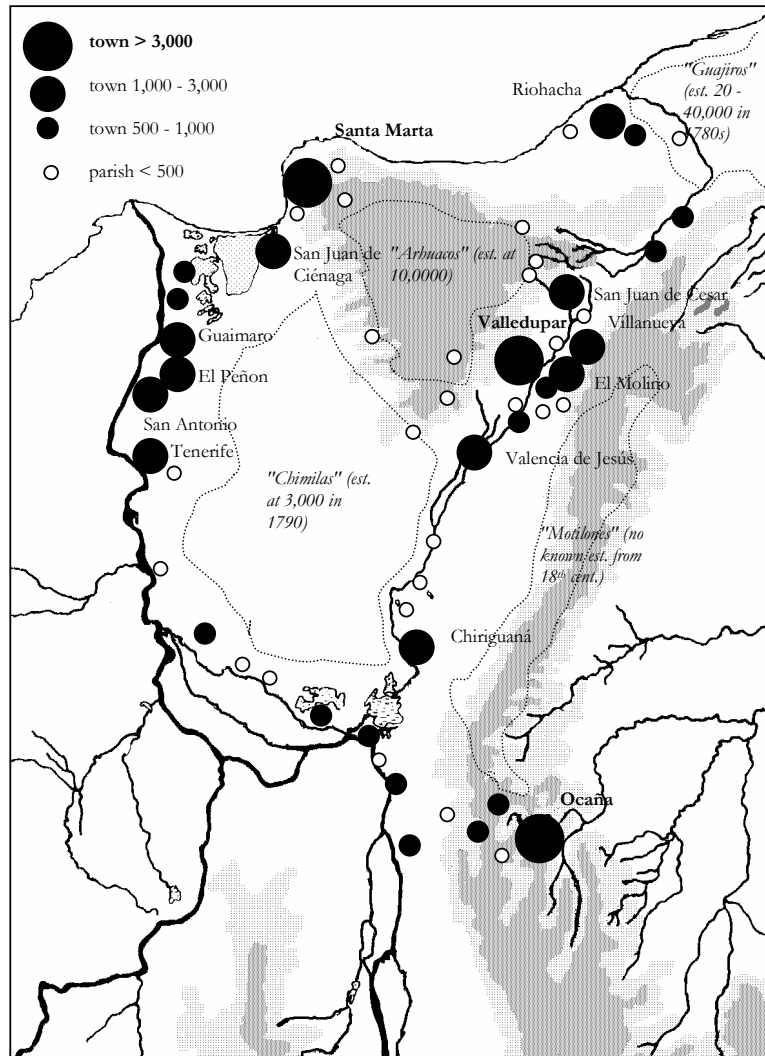 town > 3,000
town 1,000 - 3,000
town 500 - 1,000
parish < 500
Riohacha
"Guajiros"
(est. 20 -
40,000 in
1780s)
Santa Marta
San Juan de
Ciénaga
"Arhuacos" (est. at
10,0000)
San Juan de Cesar
Valledupar
Villanueva
Guaimaro
El Peñon
El Molino
San Antonio
Tenerife
Valencia de Jesús
"Chimilas" (est.
at 3,000 in
1790)
"Motilones" (no
known est. from
18th cent.)
Chiriguaná
Ocaña